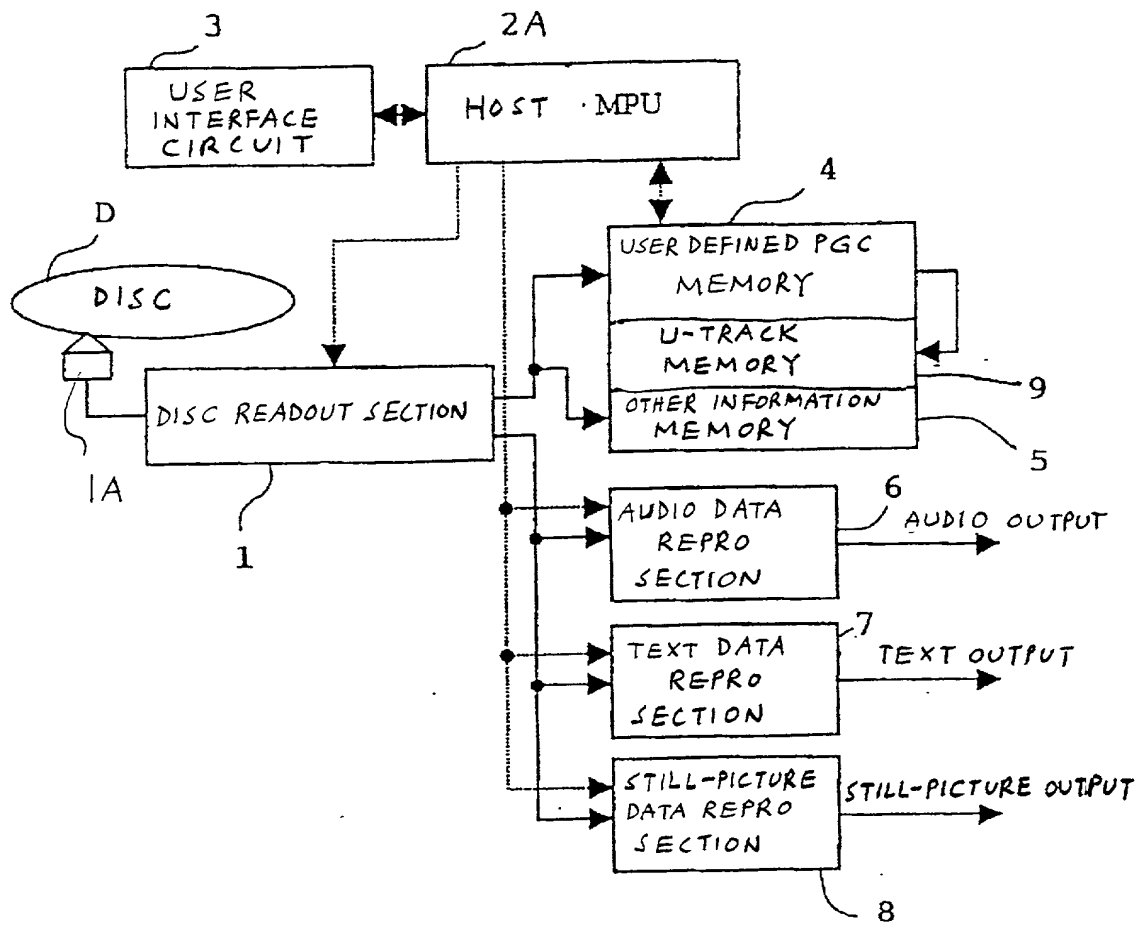 3
2A
USER
INTERFACE
CIRCUIT
HOST · MPU
4
D
DISC
USER DEFINED PGC
MEMORY
U-TRACK
MEMORY
9
DISC READOUT SECTION
OTHER INFORMATION
MEMORY
5
1A
1
6
AUDIO DATA
REPRO
SECTION
AUDIO OUTPUT
7
TEXT DATA
REPRO
SECTION
TEXT OUTPUT
STILL-PICTURE
DATA REPRO
SECTION
STILL-PICTURE OUTPUT
8